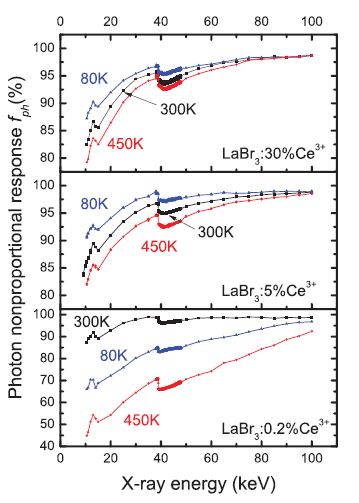 0 20 40 60 80 100
100
95
90
85
80
80K
300K
450K
LaBr3:30%Ce3+
100
95
90
85
80
80K
300K
450K
LaBr3:5%Ce3+
100
90
80
70
60
50
40
300K
80K
450K
LaBr3:0.2%Ce3+
0 20 40 60 80 100
X-ray energy (keV)
Photon nonproportional response fph(%)